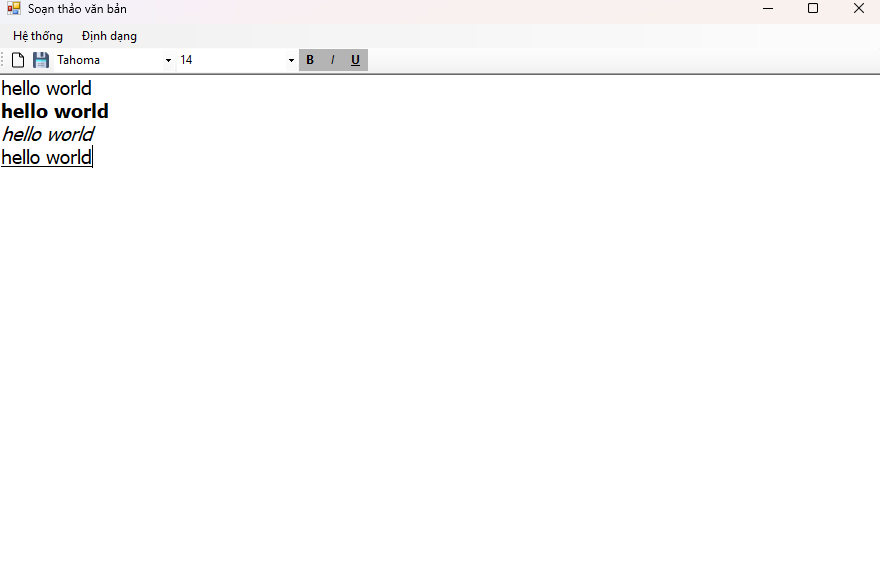 Soạn thảo văn bản
Hệ thống Định dạng
Tahoma 14 B I U
hello world
hello world
hello world
hello world